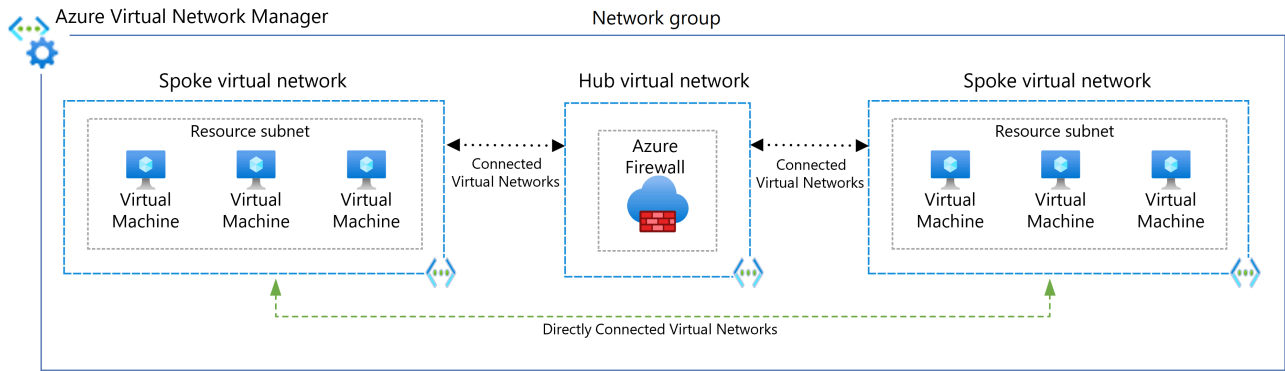 Azure Virtual Network Manager
Network group
Spoke virtual network
Hub virtual network
Spoke virtual network
Resource subnet
Virtual
Machine
Virtual
Machine
Virtual
Machine
Connected
Virtual Networks
Azure
Firewall
Connected
Virtual Networks
Resource subnet
Virtual
Machine
Virtual
Machine
Virtual
Machine
Directly Connected Virtual Networks